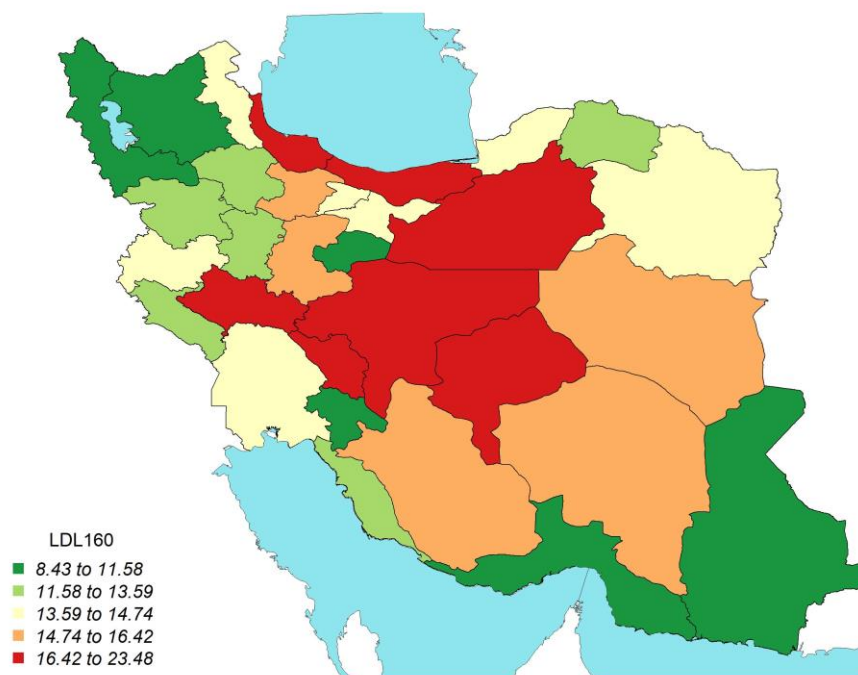 LDL160
8.43 to 11.58
11.58 to 13.59
13.59 to 14.74
14.74 to 16.42
16.42 to 23.48